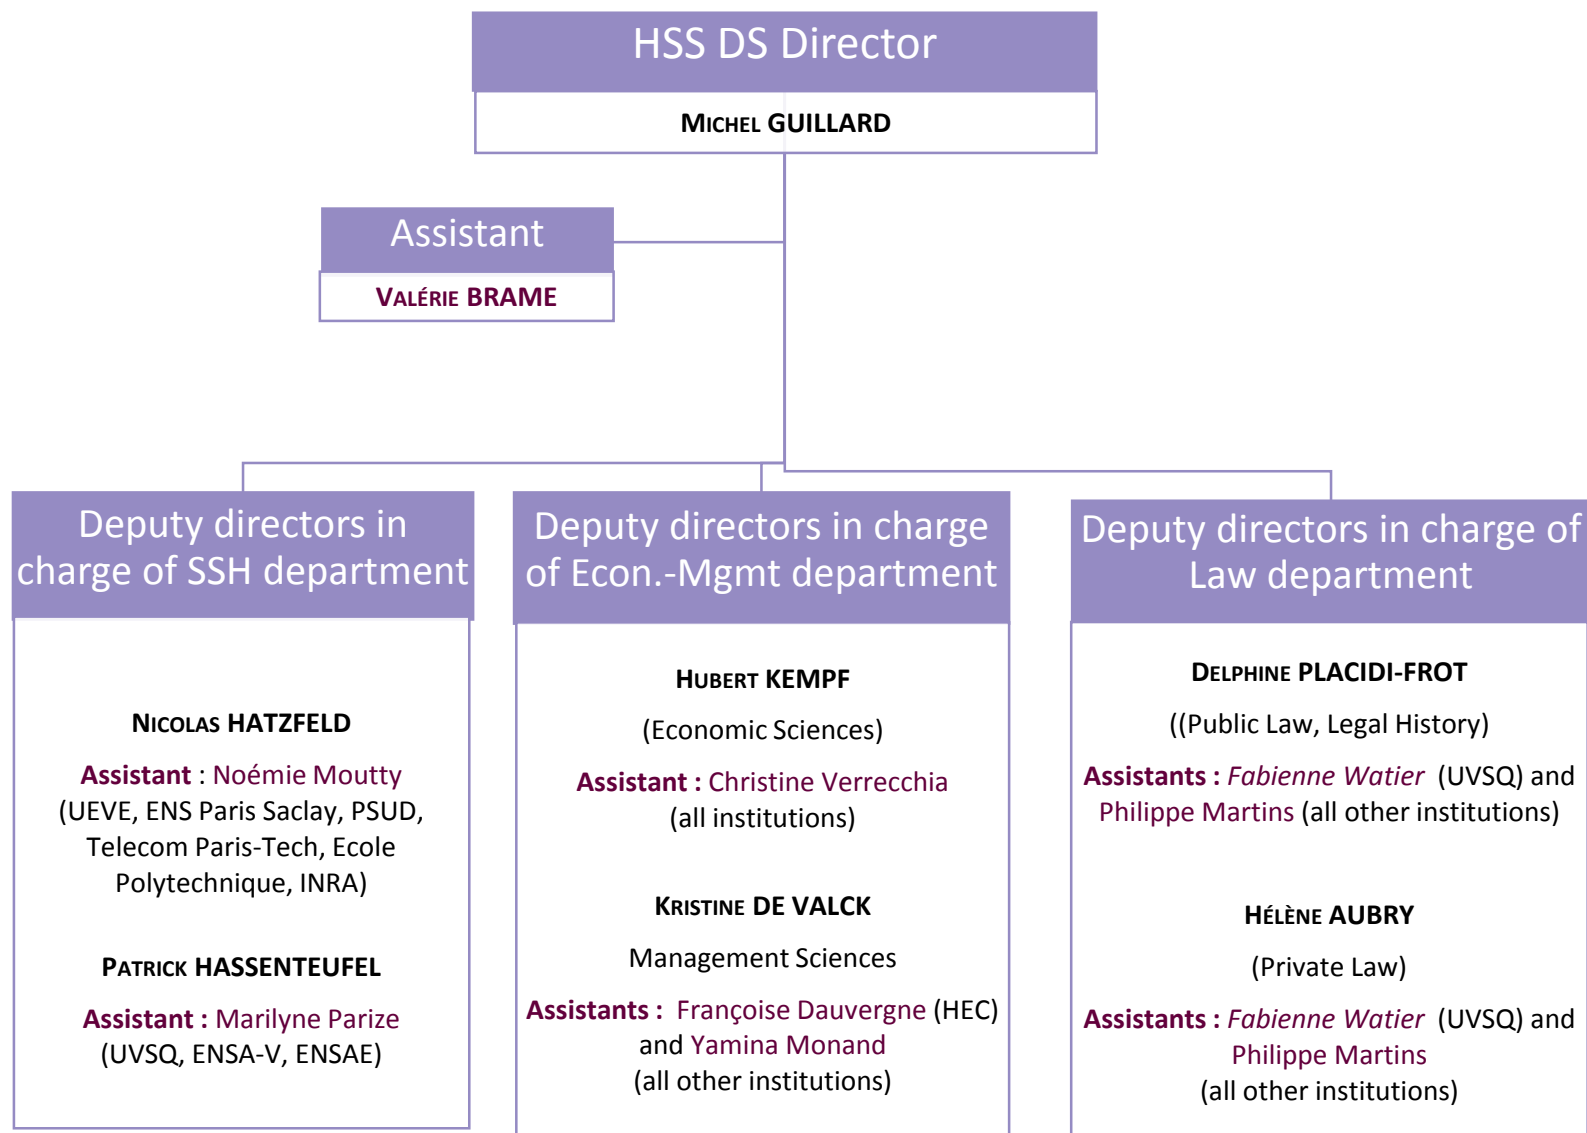 HSS DS Director
MICHEL GUILLARD
Assistant
VALÉRIE BRAME
Deputy directors in
charge of SSH department
NICOLAS HATZFELD
Assistant : Noémie Moutty
(UEVE, ENS Paris Saclay, PSUD,
Telecom Paris-Tech, Ecole
Polytechnique, INRA)
PATRICK HASSENTEUFEL
Assistant : Marilyne Parize
(UVSQ, ENSA-V, ENSAE)
Deputy directors in charge
of Econ.-Mgmt department
HUBERT KEMPF
(Economic Sciences)
Assistant : Christine Verrecchia
(all institutions)
KRISTINE DE VALCK
Management Sciences
Assistants : Françoise Dauvergne (HEC)
and Yamina Monand
(all other institutions)
Deputy directors in charge of
Law department
DELPHINE PLACIDI-FROT
((Public Law, Legal History)
Assistants : Fabienne Watier (UVSQ) and
Philippe Martins (all other institutions)
HÉLÈNE AUBRY
(Private Law)
Assistants : Fabienne Watier (UVSQ) and
Philippe Martins
(all other institutions)